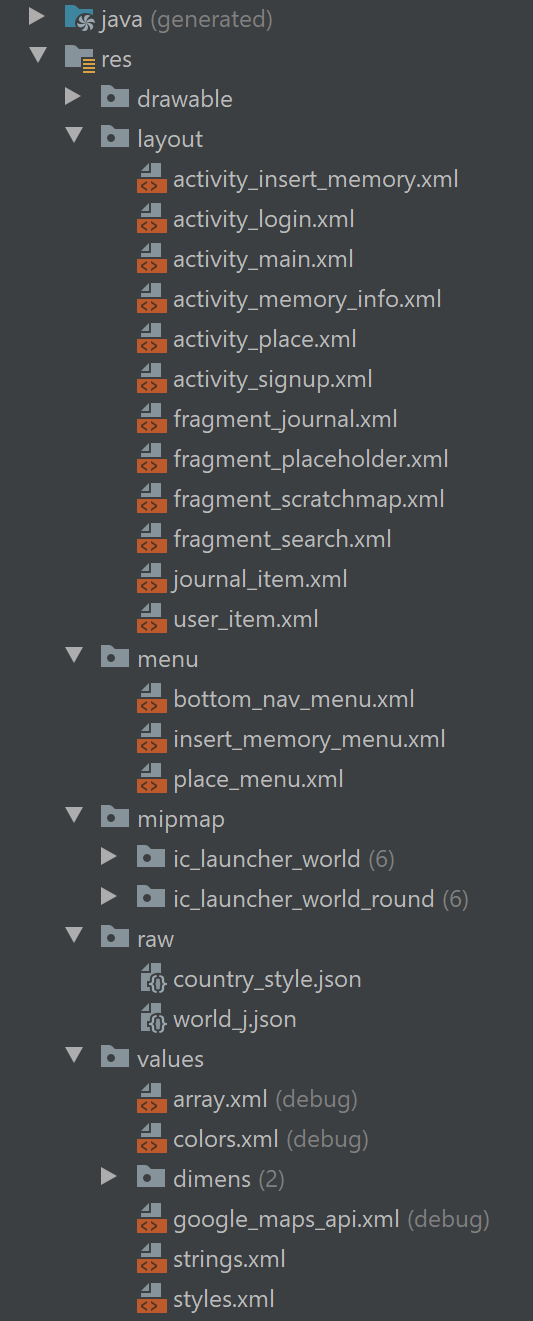 java (generated)
res
drawable
layout
activity_insert_memory.xml
activity_login.xml
activity_main.xml
activity_memory_info.xml
activity_place.xml
activity_signup.xml
fragment_journal.xml
fragment_placeholder.xml
fragment_scratchmap.xml
fragment_search.xml
journal_item.xml
user_item.xml
menu
bottom_nav_menu.xml
insert_memory_menu.xml
place_menu.xml
mipmap
ic_launcher_world (6)
ic_launcher_world_round (6)
raw
country_style.json
world_j.json
values
array.xml (debug)
colors.xml (debug)
dimens (2)
google_maps_api.xml (debug)
strings.xml
styles.xml